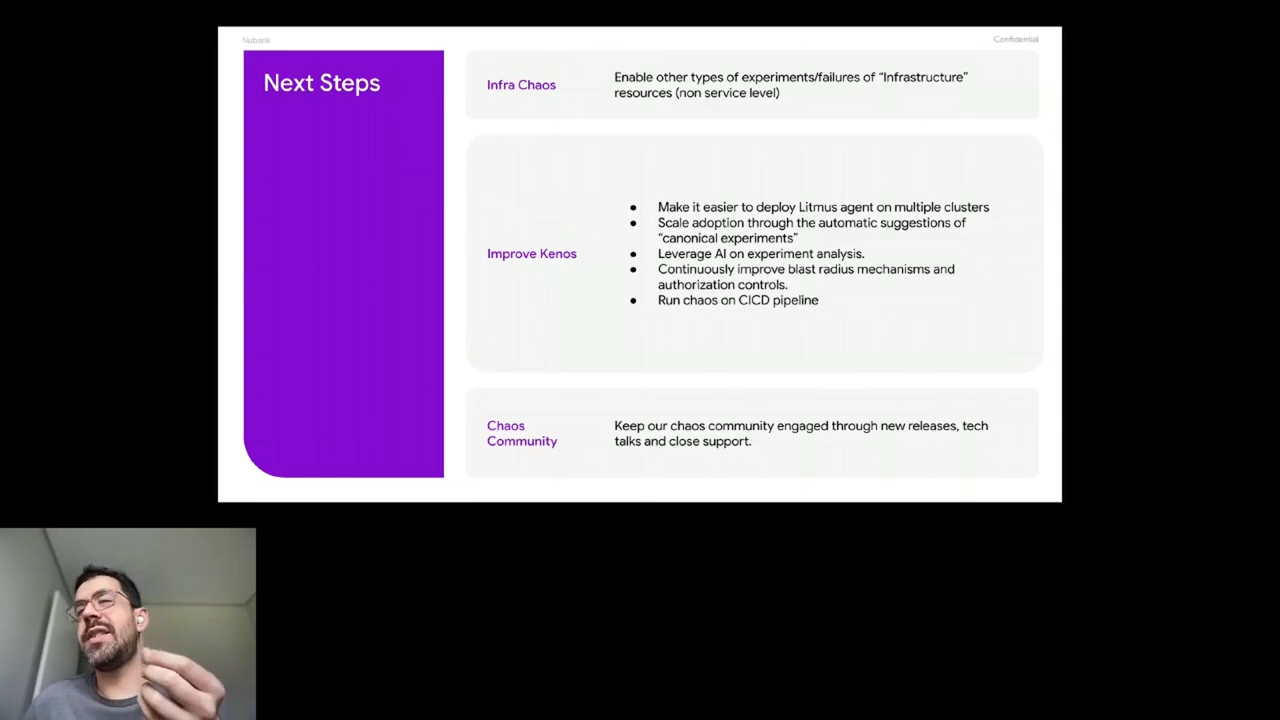 Nubank
Confidential
Next Steps
Infra Chaos
Enable other types of experiments/failures of “Infrastructure”
resources (non service level)
Improve Kenos
● Make it easier to deploy Litmus agent on multiple clusters
● Scale adoption through the automatic suggestions of
“canonical experiments”
● Leverage AI on experiment analysis.
● Continuously improve blast radius mechanisms and
authorization controls.
● Run chaos on CICD pipeline
Chaos
Community
Keep our chaos community engaged through new releases, tech
talks and close support.